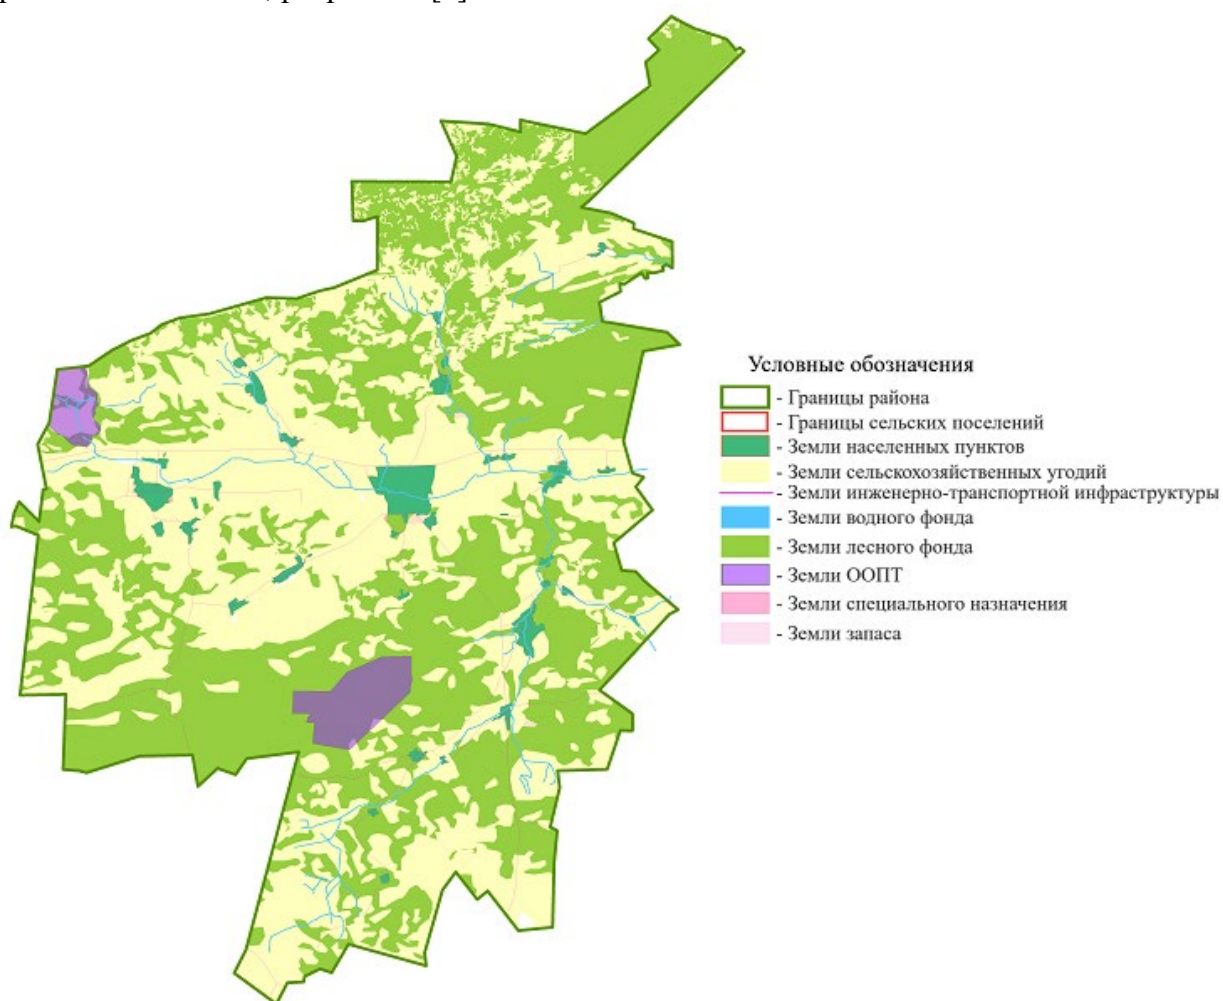 Условные обозначения
- Границы района
- Границы сельских поселений
- Земли населенных пунктов
- Земли сельскохозяйственных угодий
- Земли инженерно-транспортной инфраструктуры
- Земли водного фонда
- Земли лесного фонда
- Земли ООПТ
- Земли специального назначения
- Земли запаса